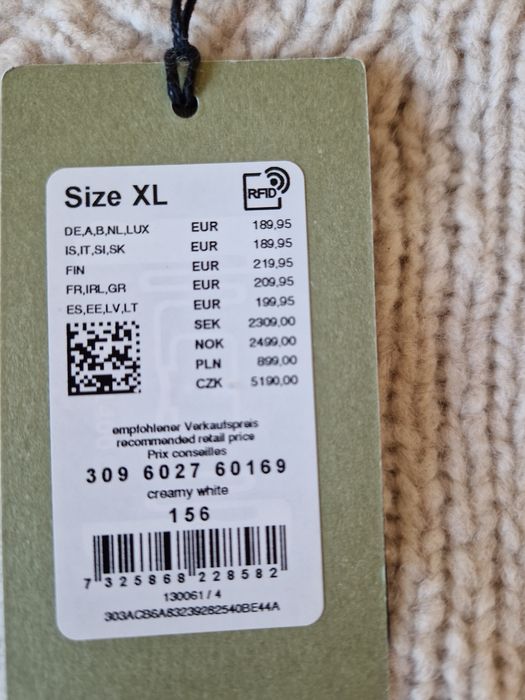 Size XL
RFID
DE,A,B,NL,LUX EUR 189,95
IS,IT,SI,SK EUR 189,95
FIN EUR 219,95
FR,IRL,GR EUR 209,95
ES,EE,LV,LT EUR 199,95
SEK 2309,00
NOK 2499,00
PLN 899,00
CZK 5190,00
empfohlener Verkaufspreis
recommended retail price
Prix conseilles
309 6027 60169
creamy white
156
7 325868 228582
130061 / 4
303ACB6A83239282540BE44A